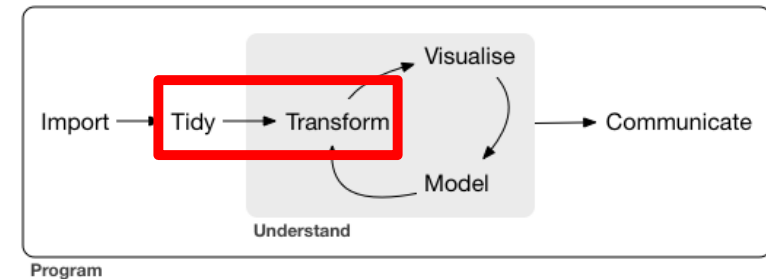 Visualise
Import Tidy Transform Communicate
Model
Understand
Program